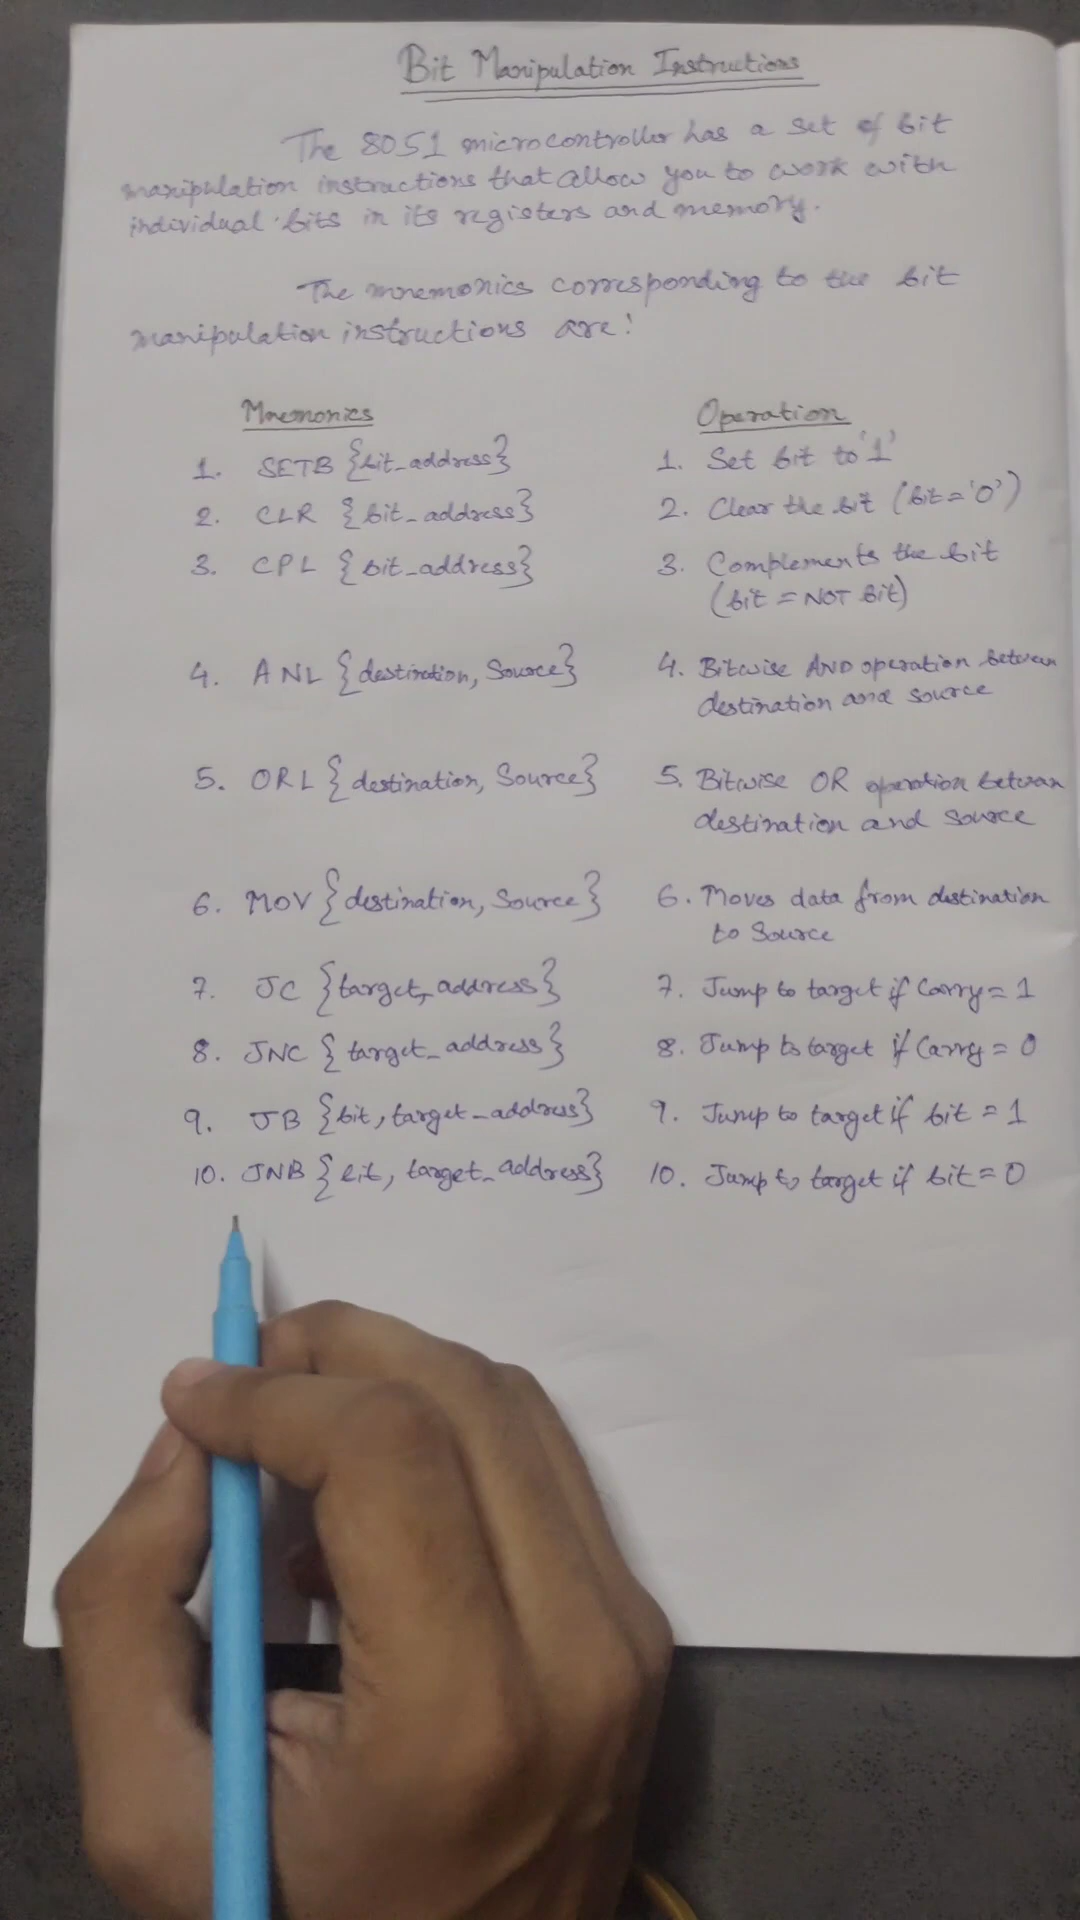 Bit Manipulation Instructions
The 8051 microcontroller has a set of bit
manipulation instructions that allow you to work with
individual bits in its registers and memory.
The mnemonics corresponding to the bit
manipulation instructions are:
Mnemonics Operation
1. SETB {bit_address} 1. Set bit to '1'
2. CLR {bit_address} 2. Clear the bit (bit = '0')
3. CPL {bit_address} 3. Complements the bit
(bit = NOT bit)
4. ANL {destination, Source} 4. Bitwise AND operation between
destination and source
5. ORL {destination, Source} 5. Bitwise OR operation between
destination and source
6. MOV {destination, Source} 6. Moves data from destination
to source
7. JC {target_address} 7. Jump to target if Carry = 1
8. JNC {target_address} 8. Jump to target if Carry = 0
9. JB {bit, target_address} 9. Jump to target if bit = 1
10. JNB {bit, target_address} 10. Jump to target if bit = 0